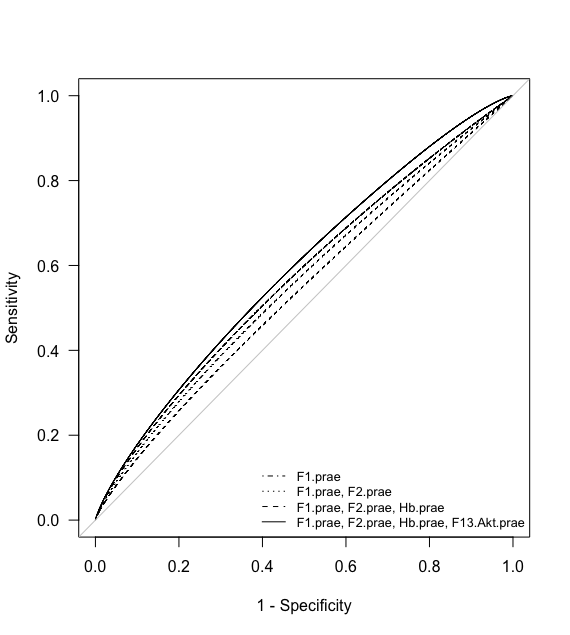 1.0
0.8
0.6
0.4
0.2
0.0
Sensitivity
F1.prae
F1.prae, F2.prae
F1.prae, F2.prae, Hb.prae
F1.prae, F2.prae, Hb.prae, F13.Akt.prae
0.0 0.2 0.4 0.6 0.8 1.0
1 - Specificity